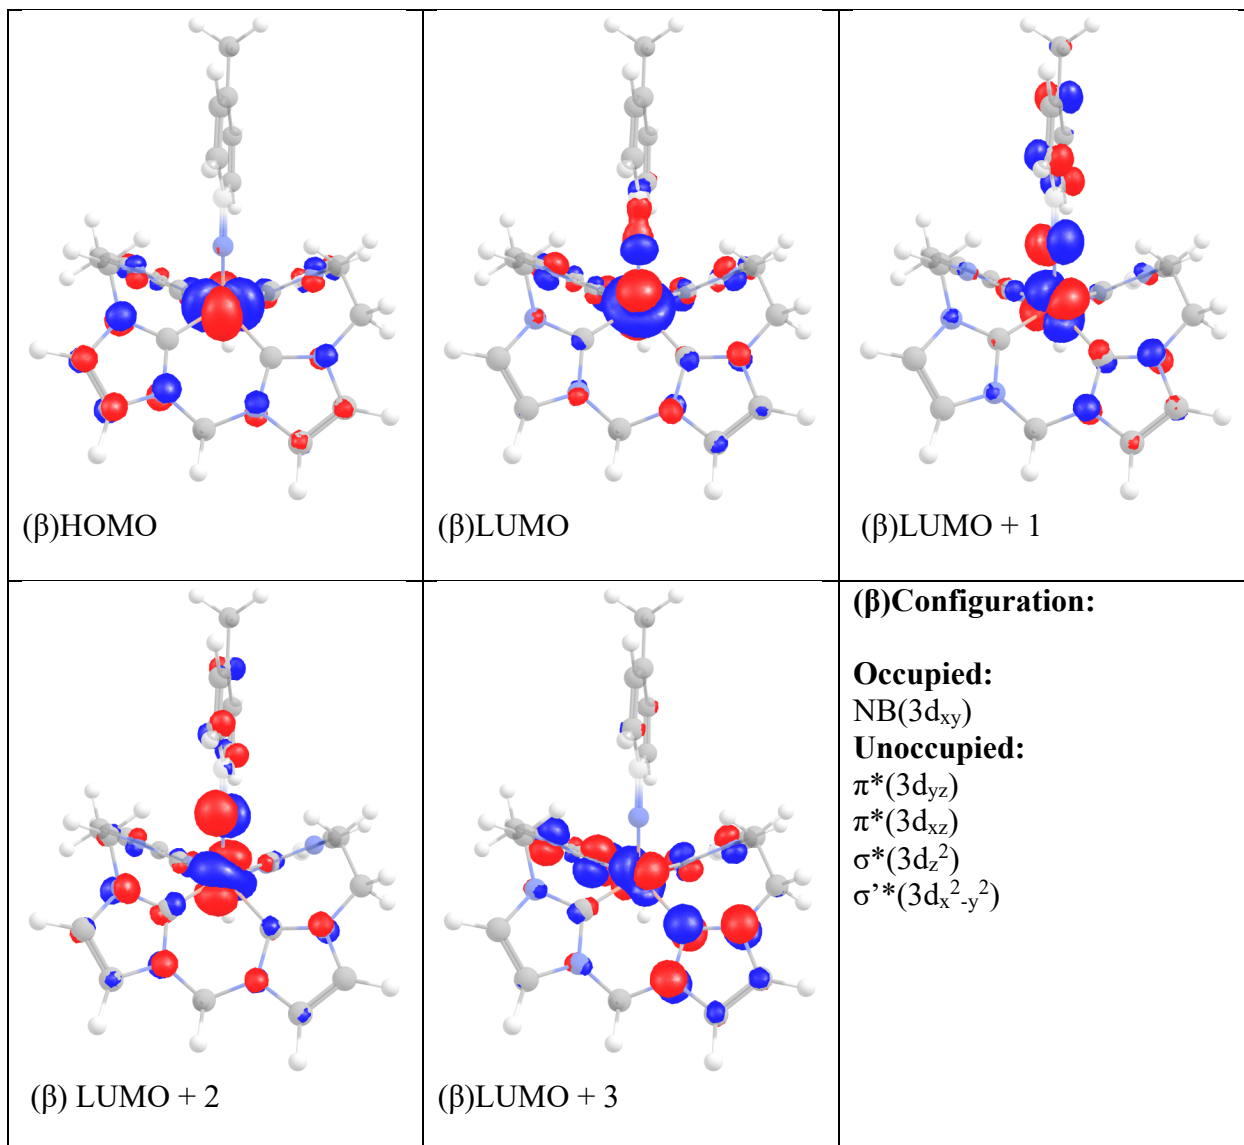 (β)HOMO
(β)LUMO
(β)LUMO + 1
(β) LUMO + 2
(β)LUMO + 3
(β)Configuration:
Occupied:
NB(3dxy)
Unoccupied:
π*(3dyz)
π*(3dxz)
σ*(3dz²)
σ’*(3dx²-y²)